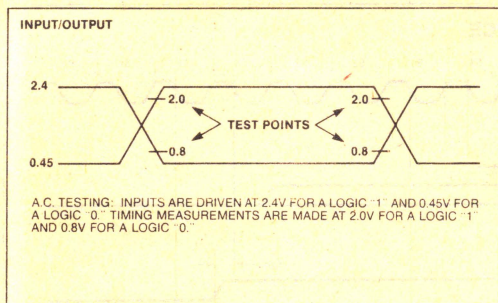 INPUT/OUTPUT
2.4
2.0 2.0
TEST POINTS
0.8 0.8
0.45
A.C. TESTING: INPUTS ARE DRIVEN AT 2.4V FOR A LOGIC "1" AND 0.45V FOR
A LOGIC "0." TIMING MEASUREMENTS ARE MADE AT 2.0V FOR A LOGIC "1"
AND 0.8V FOR A LOGIC "0."